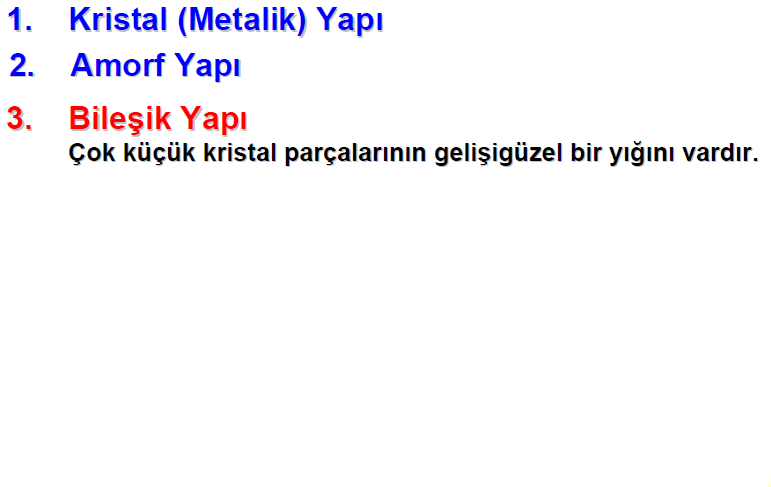 1. Kristal (Metalik) Yapı
2. Amorf Yapı
3. Bileşik Yapı
Çok küçük kristal parçalarının gelişigüzel bir yığını vardır.